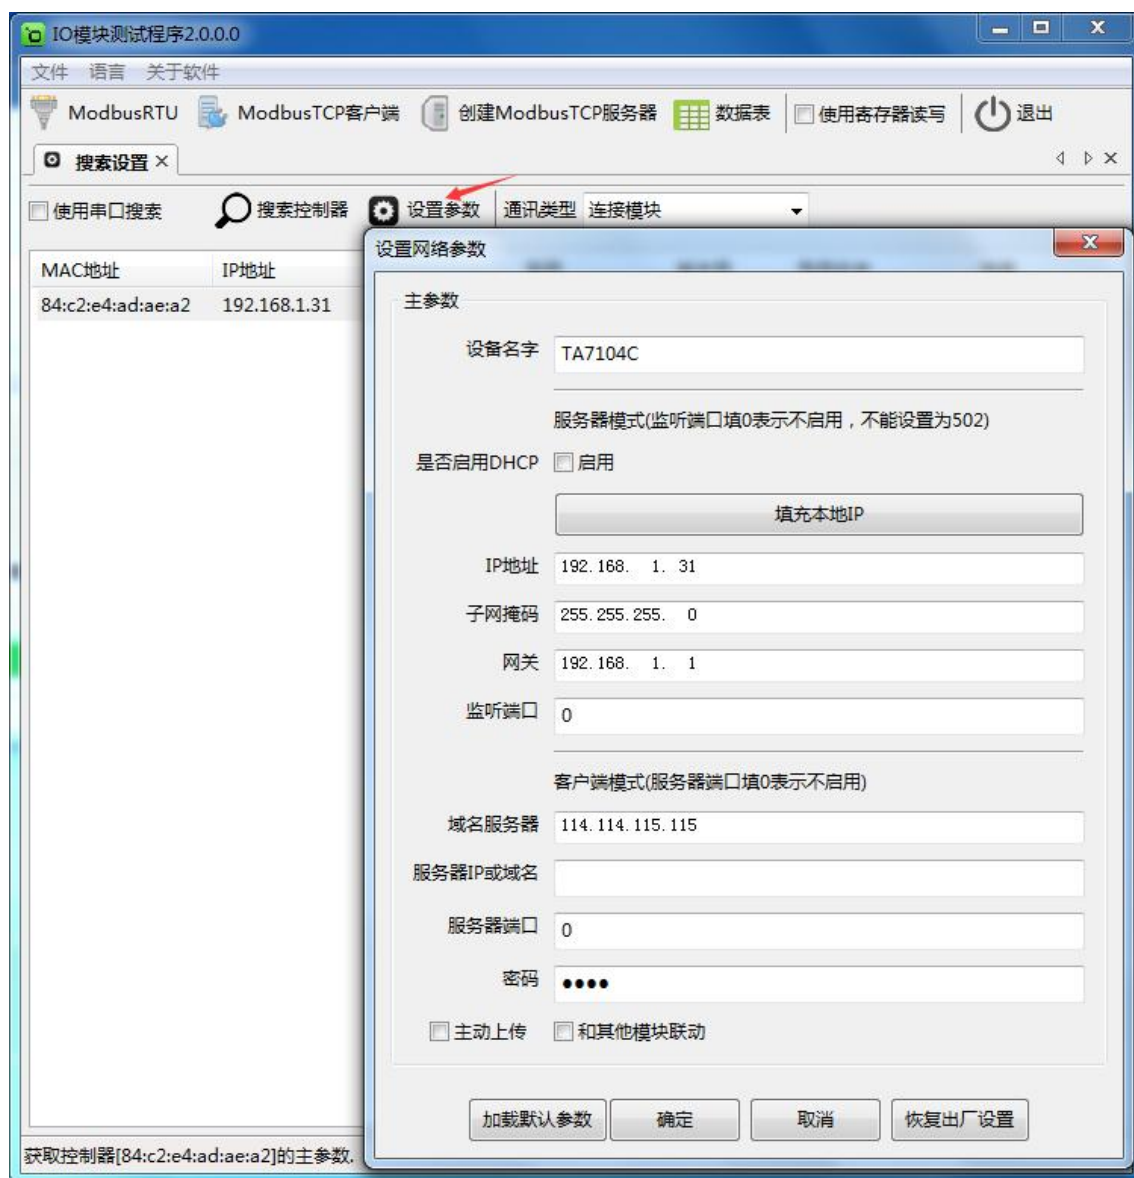 IO模块测试程序2.0.0.0
文件 语言 关于软件
ModbusRTU ModbusTCP客户端 创建ModbusTCP服务器 数据表 使用寄存器读写 退出
搜索设置
使用串口搜索 搜索控制器 设置参数 通讯类型 连接模块
设置网络参数
MAC地址 IP地址
84:c2:e4:ad:ae:a2 192.168.1.31
主参数
设备名字 TA7104C
服务器模式(监听端口填0表示不启用，不能设置为502)
是否启用DHCP 启用
填充本地IP
IP地址 192.168. 1. 31
子网掩码 255.255.255. 0
网关 192.168. 1. 1
监听端口 0
客户端模式(服务器端口填0表示不启用)
域名服务器 114.114.115.115
服务器IP或域名
服务器端口 0
密码 ●●●●
主动上传 和其他模块联动
加载默认参数 确定 取消 恢复出厂设置
获取控制器[84:c2:e4:ad:ae:a2]的主参数.